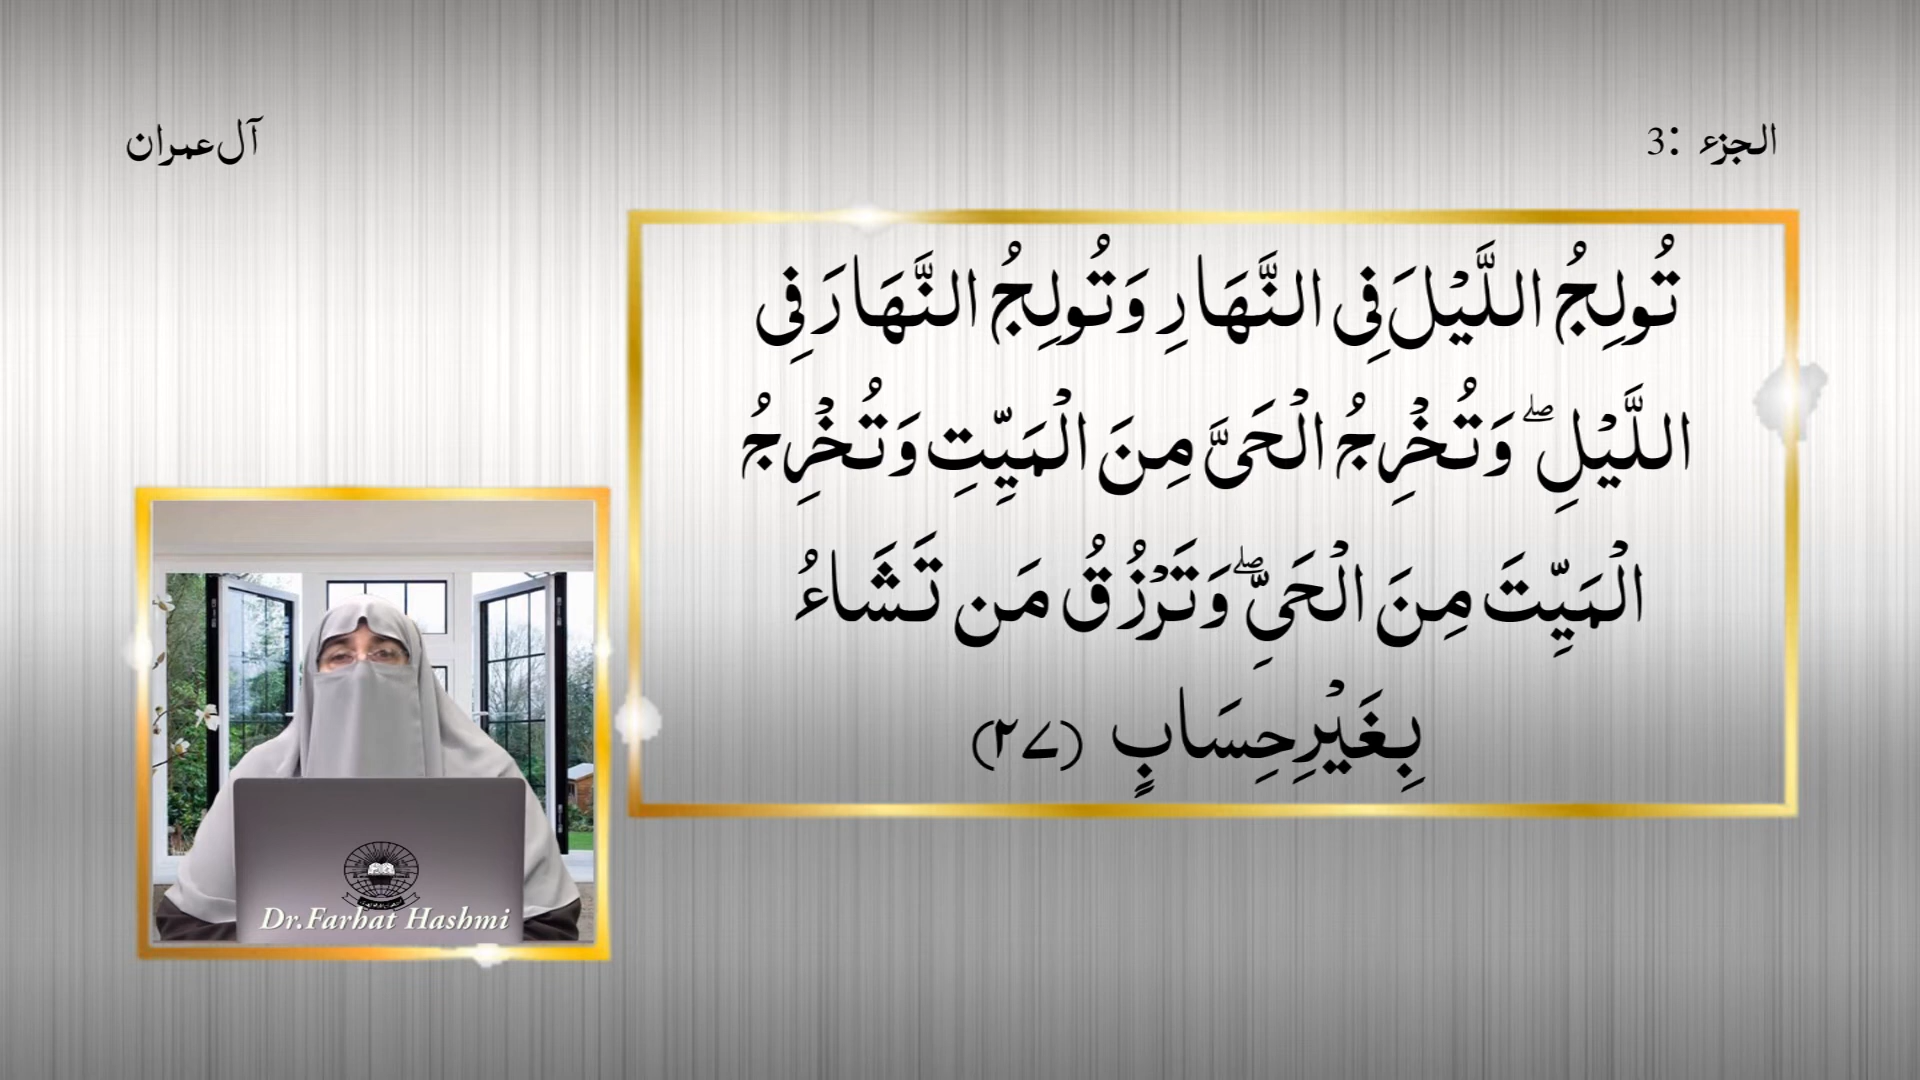 الجزء :3
آل عمران
تُولِجُ اللَّيْلَ فِى النَّهَارِ وَتُولِجُ النَّهَارَ فِى
اللَّيْلِ ۖ وَتُخْرِجُ الْحَىَّ مِنَ الْمَيِّتِ وَتُخْرِجُ
الْمَيِّتَ مِنَ الْحَىِّ ۖ وَتَرْزُقُ مَن تَشَاءُ
بِغَيْرِ حِسَابٍ (٢٧)
Dr.Farhat Hashmi